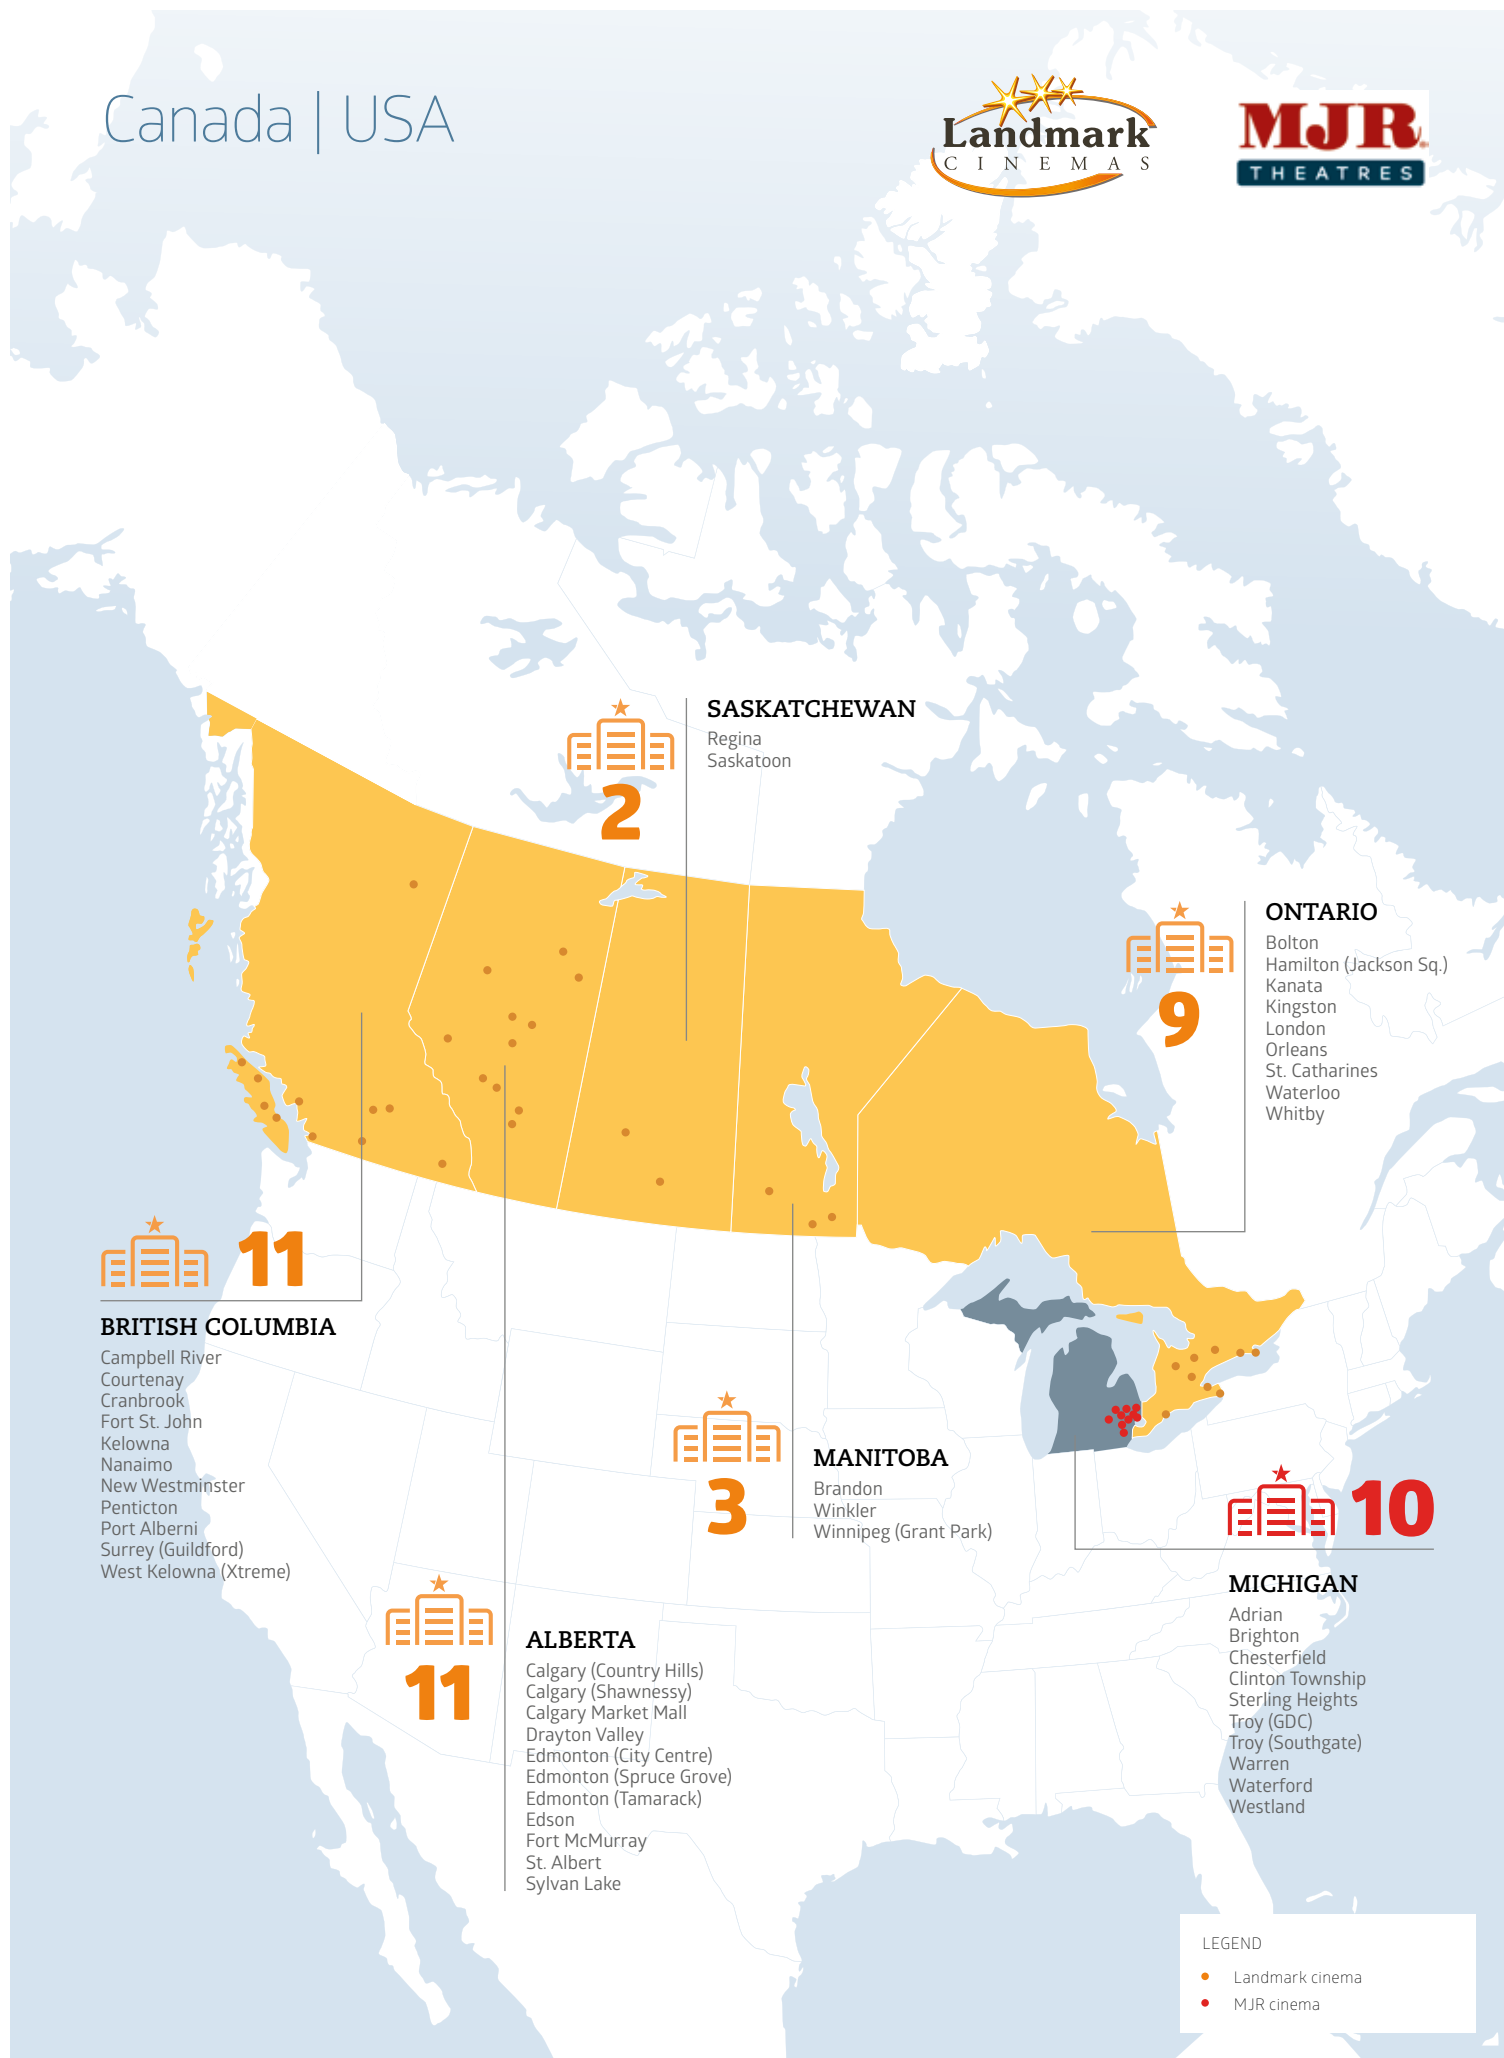 Canada | USA
Landmark
CINEMAS
MJR
THEATRES
2
SASKATCHEWAN
Regina
Saskatoon
9
ONTARIO
Bolton
Hamilton (Jackson Sq.)
Kanata
Kingston
London
Orleans
St. Catharines
Waterloo
Whitby
11
BRITISH COLUMBIA
Campbell River
Courtenay
Cranbrook
Fort St. John
Kelowna
Nanaimo
New Westminster
Penticton
Port Alberni
Surrey (Guildford)
West Kelowna (Xtreme)
3
MANITOBA
Brandon
Winkler
Winnipeg (Grant Park)
10
MICHIGAN
Adrian
Brighton
Chesterfield
Clinton Township
Sterling Heights
Troy (GDC)
Troy (Southgate)
Warren
Waterford
Westland
11
ALBERTA
Calgary (Country Hills)
Calgary (Shawnessy)
Calgary Market Mall
Drayton Valley
Edmonton (City Centre)
Edmonton (Spruce Grove)
Edmonton (Tamarack)
Edson
Fort McMurray
St. Albert
Sylvan Lake
LEGEND
Landmark cinema
MJR cinema